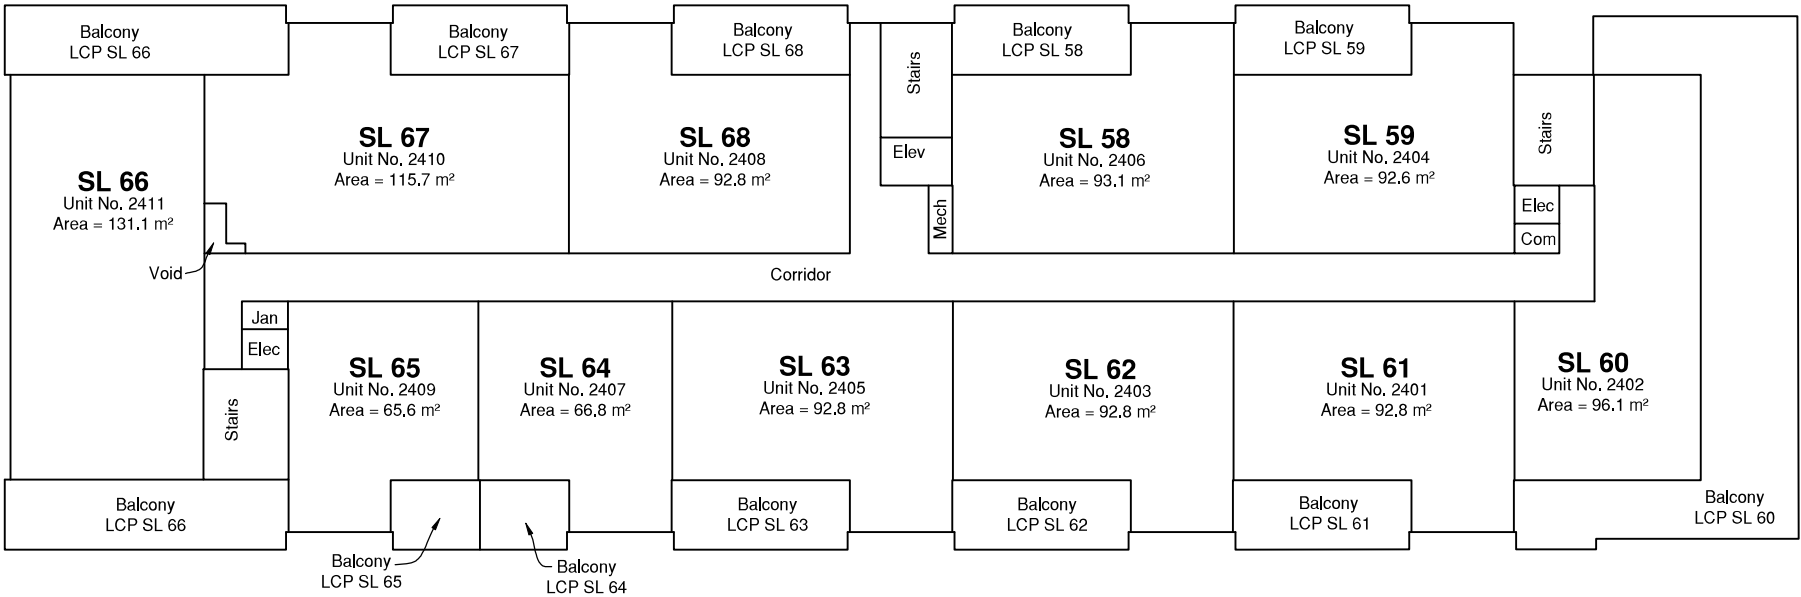 Balcony
LCP SL 66
Balcony
LCP SL 67
Balcony
LCP SL 68
Stairs
Balcony
LCP SL 58
Balcony
LCP SL 59
SL 66
Unit No. 2411
Area = 131.1 m²
SL 67
Unit No. 2410
Area = 115.7 m²
SL 68
Unit No. 2408
Area = 92.8 m²
Elev
Mech
SL 58
Unit No. 2406
Area = 93.1 m²
SL 59
Unit No. 2404
Area = 92.6 m²
Stairs
Elec
Com
Void
Corridor
Jan
Elec
Stairs
SL 65
Unit No. 2409
Area = 65.6 m²
SL 64
Unit No. 2407
Area = 66.8 m²
SL 63
Unit No. 2405
Area = 92.8 m²
SL 62
Unit No. 2403
Area = 92.8 m²
SL 61
Unit No. 2401
Area = 92.8 m²
SL 60
Unit No. 2402
Area = 96.1 m²
Balcony
LCP SL 66
Balcony
LCP SL 65
Balcony
LCP SL 64
Balcony
LCP SL 63
Balcony
LCP SL 62
Balcony
LCP SL 61
Balcony
LCP SL 60